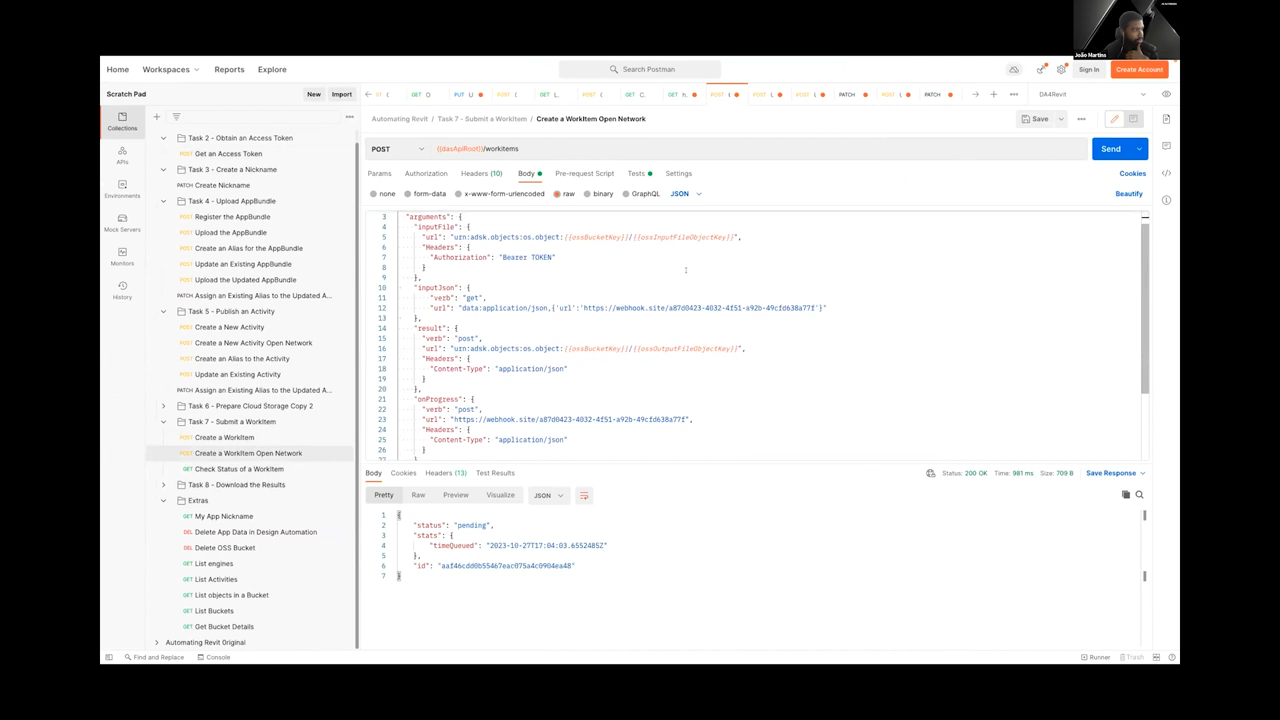 João Martins
Home Workspaces Reports Explore Search Postman Sign In Create Account
Scratch Pad New Import DA4Revit
Automating Revit / Task 7 - Submit a WorkItem / Create a WorkItem Open Network Save
POST {{dasApiRoot}}/workitems Send
Params Authorization Headers (10) Body Pre-request Script Tests Settings Cookies
none form-data x-www-form-urlencoded raw binary GraphQL JSON Beautify
Collections
APIs
Environments
Mock Servers
Monitors
History
Task 2 - Obtain an Access Token
POST Get an Access Token
Task 3 - Create a Nickname
PATCH Create Nickname
Task 4 - Upload AppBundle
POST Register the AppBundle
POST Upload the AppBundle
POST Create an Alias for the AppBundle
POST Update an Existing AppBundle
POST Upload the Updated AppBundle
PATCH Assign an Existing Alias to the Updated A...
Task 5 - Publish an Activity
POST Create a New Activity
POST Create a New Activity Open Network
POST Create an Alias to the Activity
POST Update an Existing Activity
PATCH Assign an Existing Alias to the Updated A...
Task 6 - Prepare Cloud Storage Copy 2
Task 7 - Submit a WorkItem
POST Create a WorkItem
POST Create a WorkItem Open Network
GET Check Status of a WorkItem
Task 8 - Download the Results
Extras
GET My App Nickname
DEL Delete App Data in Design Automation
DEL Delete OSS Bucket
GET List engines
GET List Activities
GET List objects in a Bucket
GET List Buckets
GET Get Bucket Details
Automating Revit Original
3 "arguments": {
4 "inputFile": {
5 "url": "urn:adsk.objects:os.object:{{ossBucketKey}}/{{ossInputFileObjectKey}}",
6 "Headers": {
7 "Authorization": "Bearer TOKEN"
8 }
9 },
10 "inputJson": {
11 "verb": "get",
12 "url": "data:application/json,{'url':'https://webhook.site/a87d0423-4032-4f51-a92b-49cfd638a77f'}"
13 },
14 "result": {
15 "verb": "post",
16 "url": "urn:adsk.objects:os.object:{{ossBucketKey}}/{{ossOutputFileObjectKey}}",
17 "Headers": {
18 "Content-Type": "application/json"
19 }
20 },
21 "onProgress": {
22 "verb": "post",
23 "url": "https://webhook.site/a87d0423-4032-4f51-a92b-49cfd638a77f",
24 "Headers": {
25 "Content-Type": "application/json"
26 }
Body Cookies Headers (13) Test Results Status: 200 OK Time: 981 ms Size: 709 B Save Response
Pretty Raw Preview Visualize JSON
1 {
2 "status": "pending",
3 "stats": {
4 "timeQueued": "2023-10-27T17:04:03.6552485Z"
5 },
6 "id": "aaf46cdd0b55467eac075a4c0904ea48"
7 }
Find and Replace Console Runner Trash